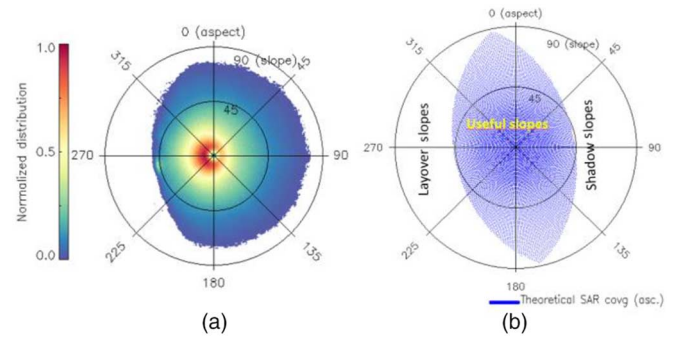 0 (aspect)
1.0
315
90 (slope)
45
45
0.5
270
90
Normalized distribution
0.0
225
135
180
(a)
0 (aspect)
90 (slope)
315
45
45
Useful slopes
Layover slopes
Shadow slopes
270
90
225
135
180
Theoretical SAR covg (asc.)
(b)